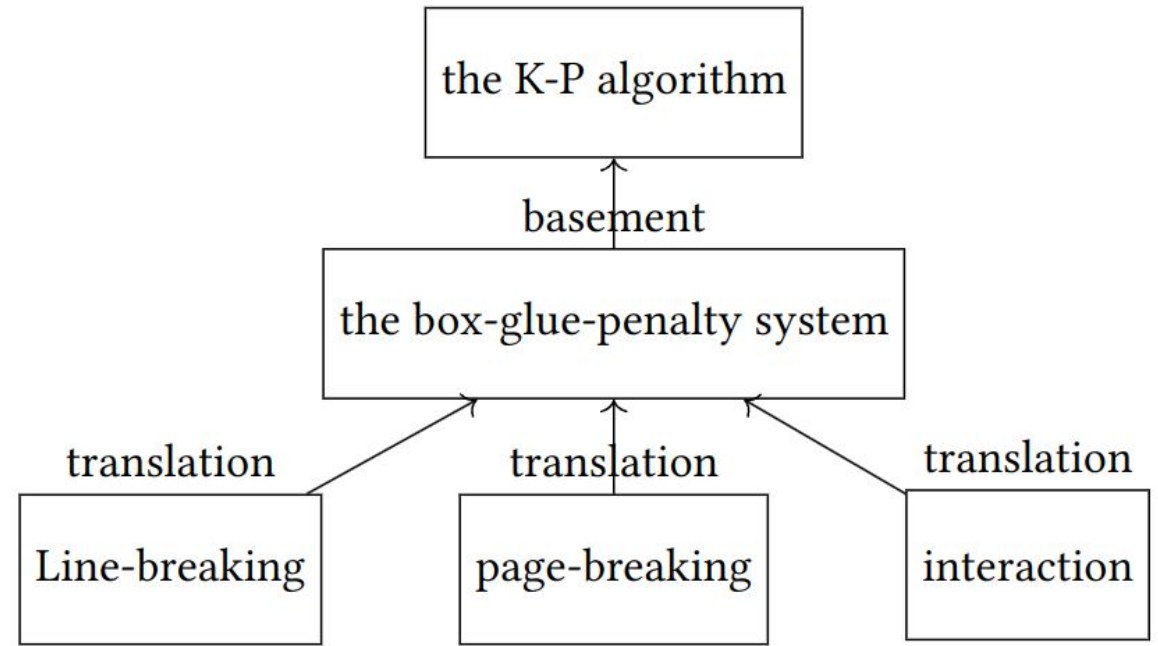 the K-P algorithm
basement
the box-glue-penalty system
translation
translation
translation
Line-breaking
page-breaking
interaction